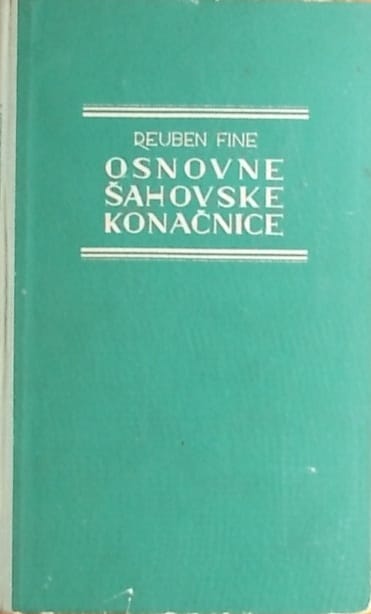 REUBEN FINE
OSNOVNE
ŠAHOVSKE
KONAČNICE